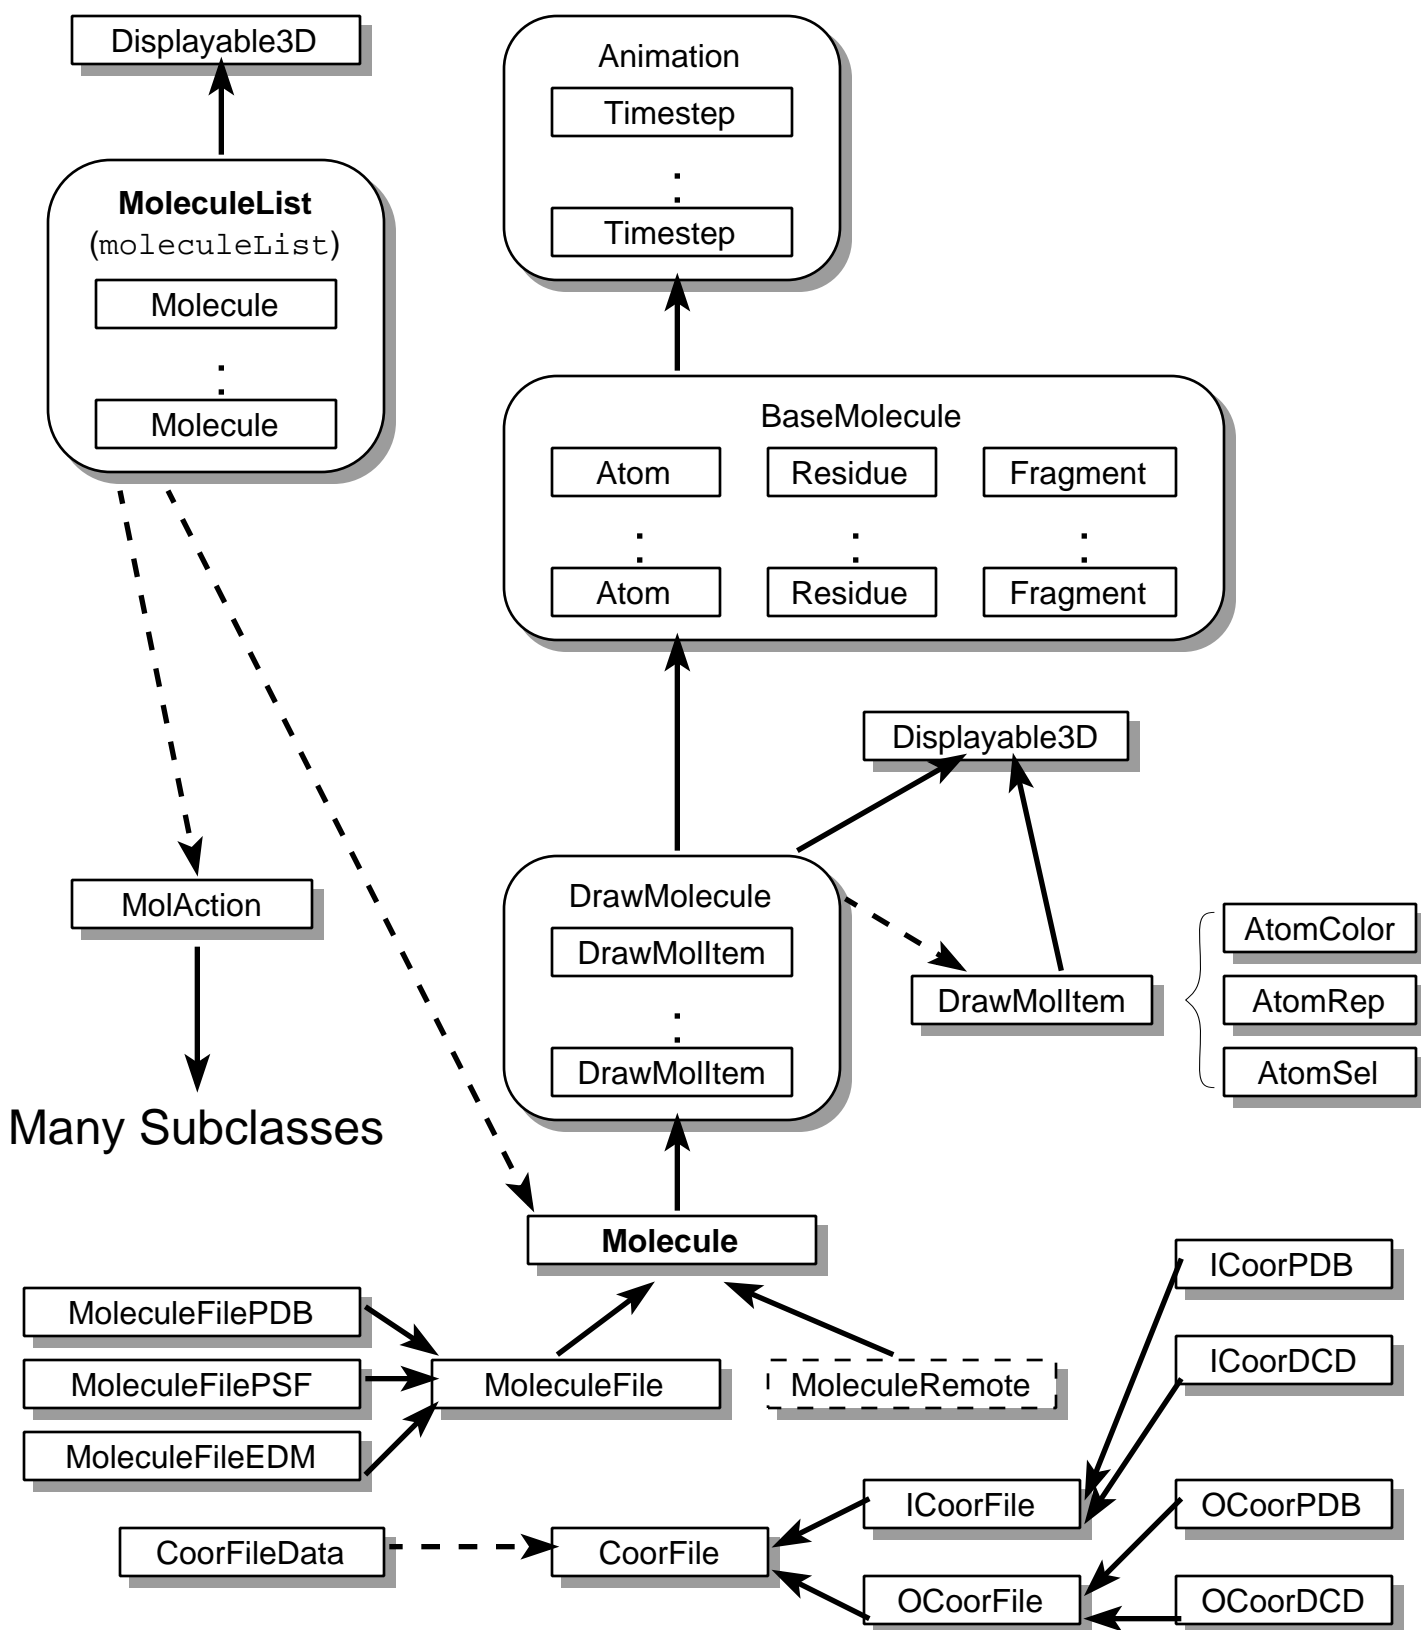 Displayable3D
MoleculeList
(moleculeList)
Molecule
Molecule
Animation
Timestep
Timestep
BaseMolecule
Atom
Residue
Fragment
Atom
Residue
Fragment
Displayable3D
MolAction
Many Subclasses
DrawMolecule
DrawMolItem
DrawMolItem
DrawMolItem
AtomColor
AtomRep
AtomSel
Molecule
MoleculeFilePDB
MoleculeFilePSF
MoleculeFileEDM
MoleculeFile
MoleculeRemote
ICoorPDB
ICoorDCD
ICoorFile
OCoorPDB
CoorFileData
CoorFile
OCoorFile
OCoorDCD